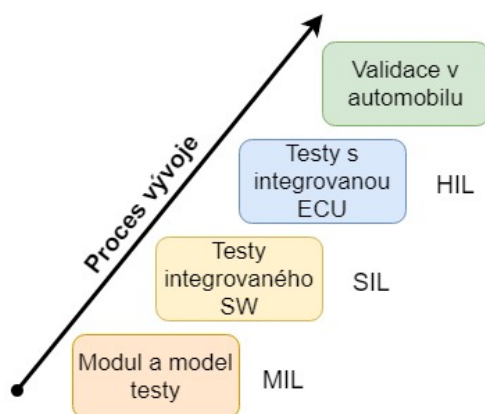 Validace v
automobilu
Testy s
integrovanou
ECU
HIL
Proces vývoje
Testy
integrovaného
SW
SIL
Modul a model
testy
MIL